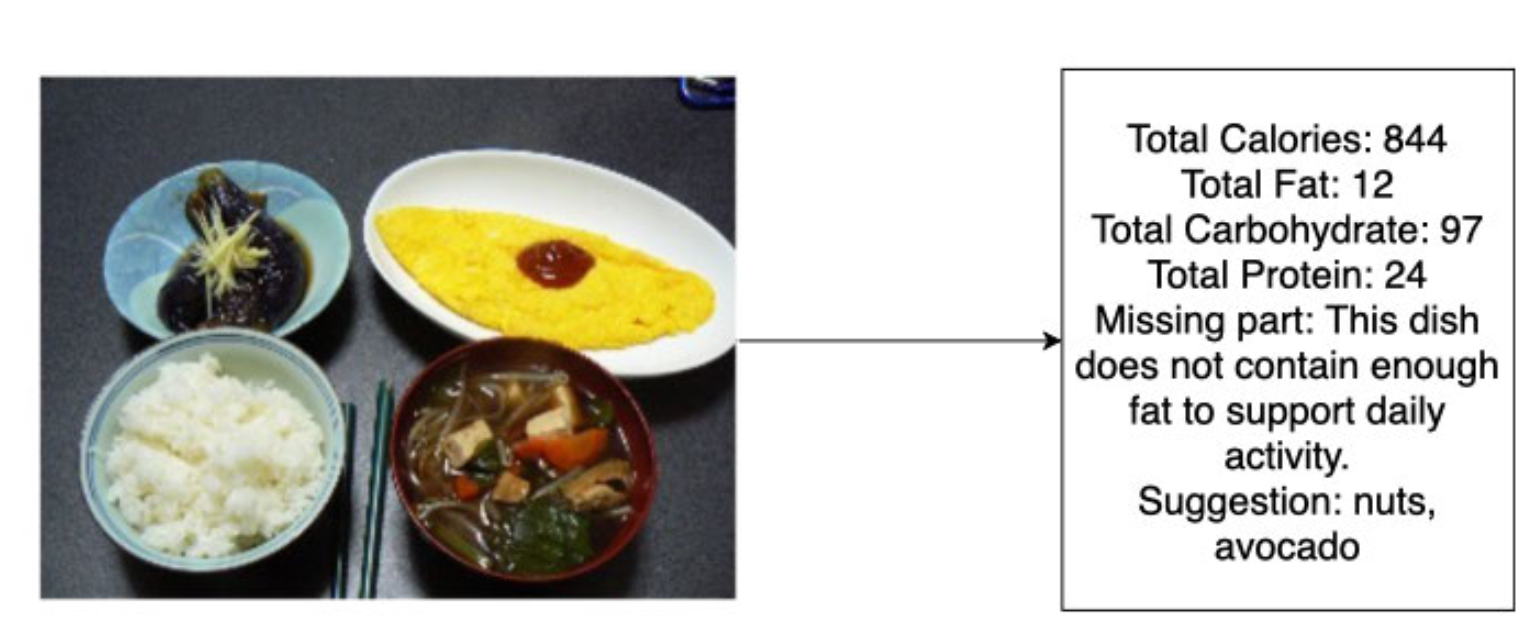 Total Calories: 844
Total Fat: 12
Total Carbohydrate: 97
Total Protein: 24
Missing part: This dish
does not contain enough
fat to support daily
activity.
Suggestion: nuts,
avocado